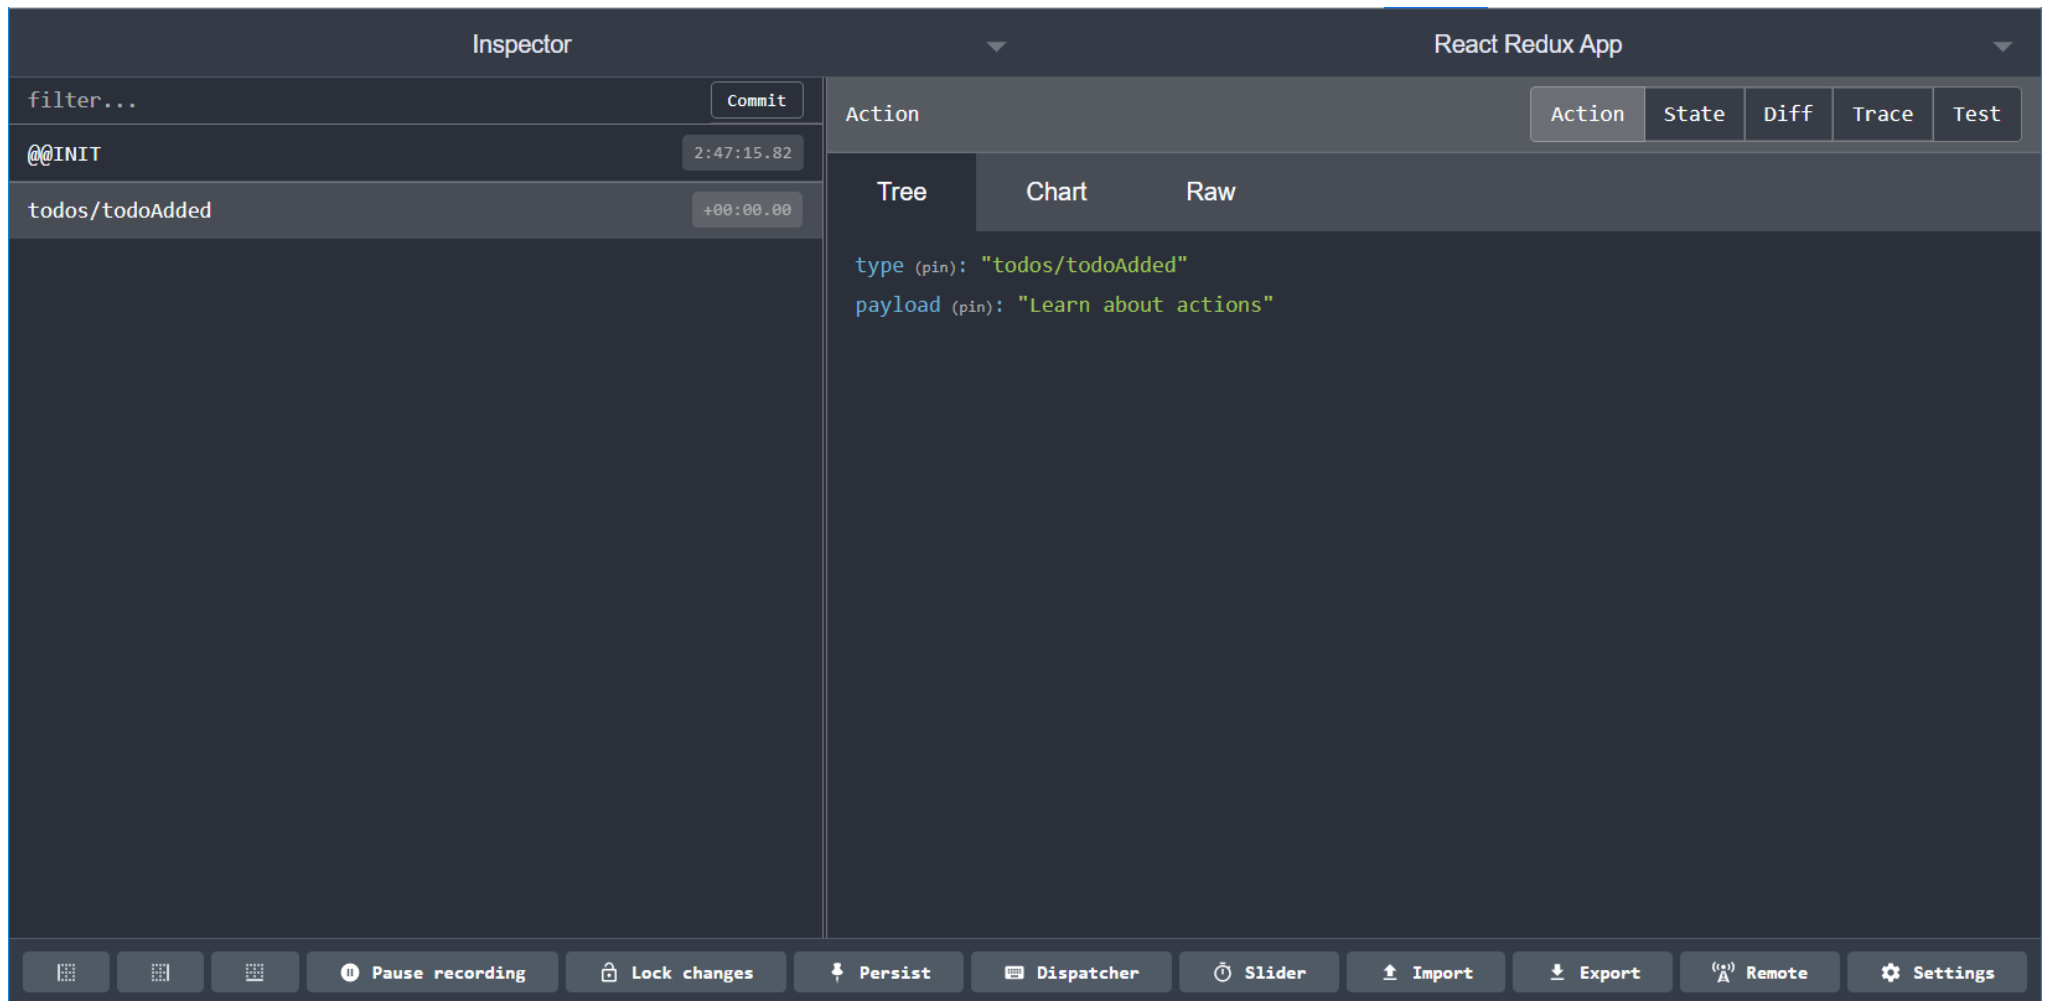 Inspector
React Redux App
filter...
Commit
@@INIT
2:47:15.82
todos/todoAdded
+00:00.00
Action
Action
State
Diff
Trace
Test
Tree
Chart
Raw
type (pin): "todos/todoAdded"
payload (pin): "Learn about actions"
Pause recording
Lock changes
Persist
Dispatcher
Slider
Import
Export
Remote
Settings